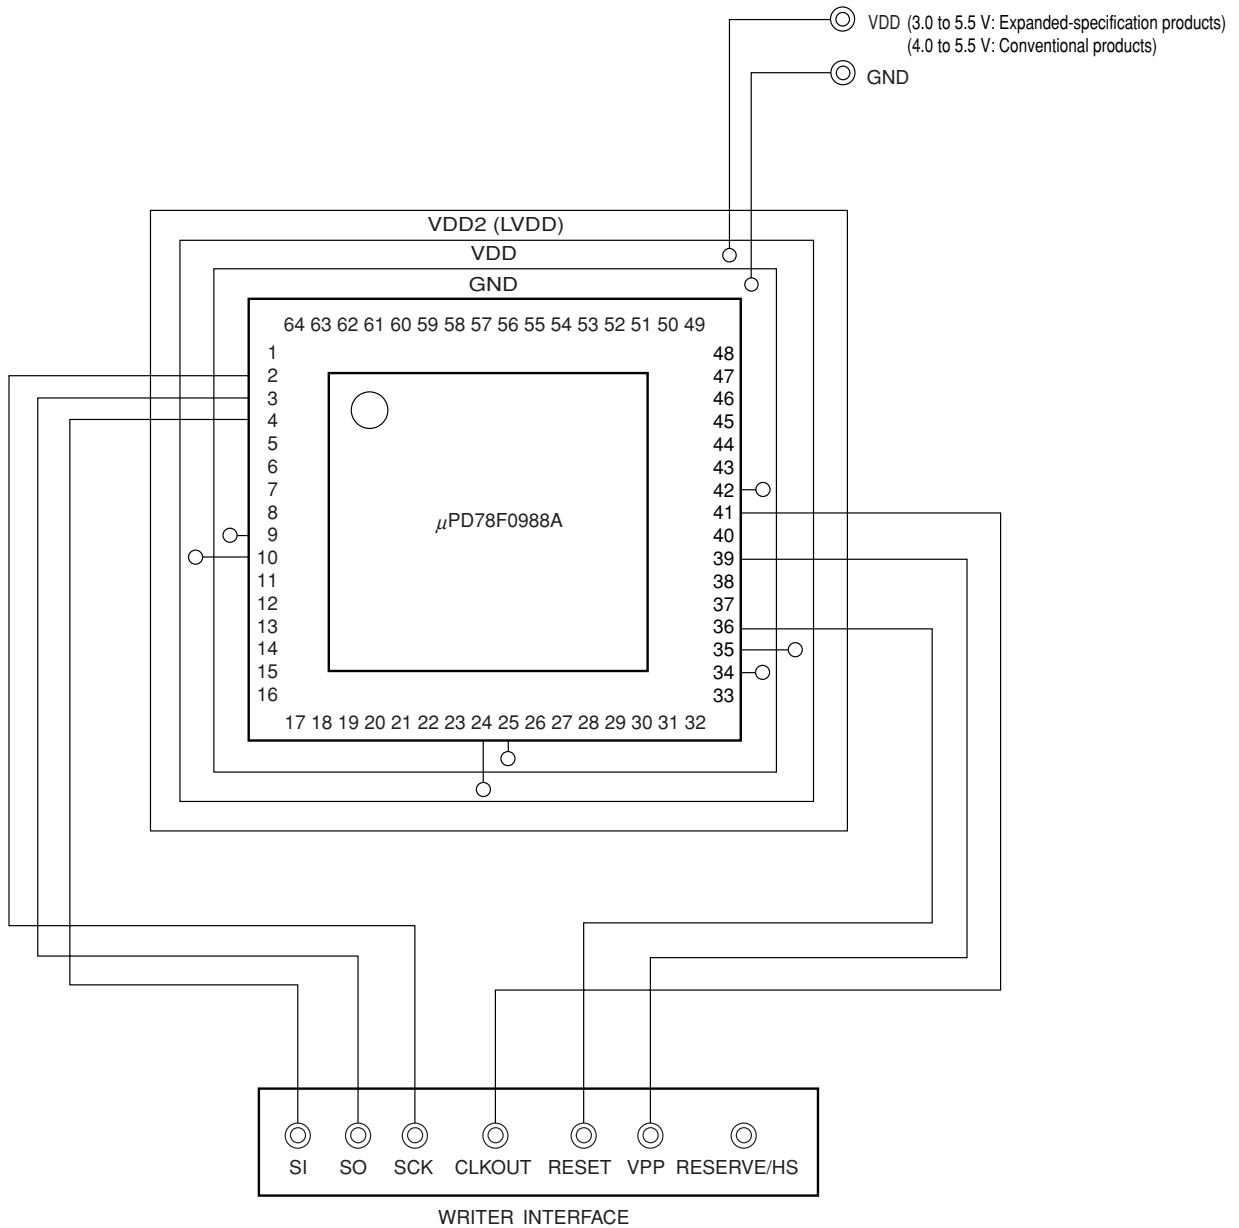 VDD (3.0 to 5.5 V: Expanded-specification products)
(4.0 to 5.5 V: Conventional products)
GND
VDD2 (LVDD)
VDD
GND
64 63 62 61 60 59 58 57 56 55 54 53 52 51 50 49
1 48
2 47
3 46
4 45
5 44
6 43
7 42
8 41
μPD78F0988A
9 40
10 39
11 38
12 37
13 36
14 35
15 34
16 33
17 18 19 20 21 22 23 24 25 26 27 28 29 30 31 32
SI SO SCK CLKOUT RESET VPP RESERVE/HS
WRITER INTERFACE